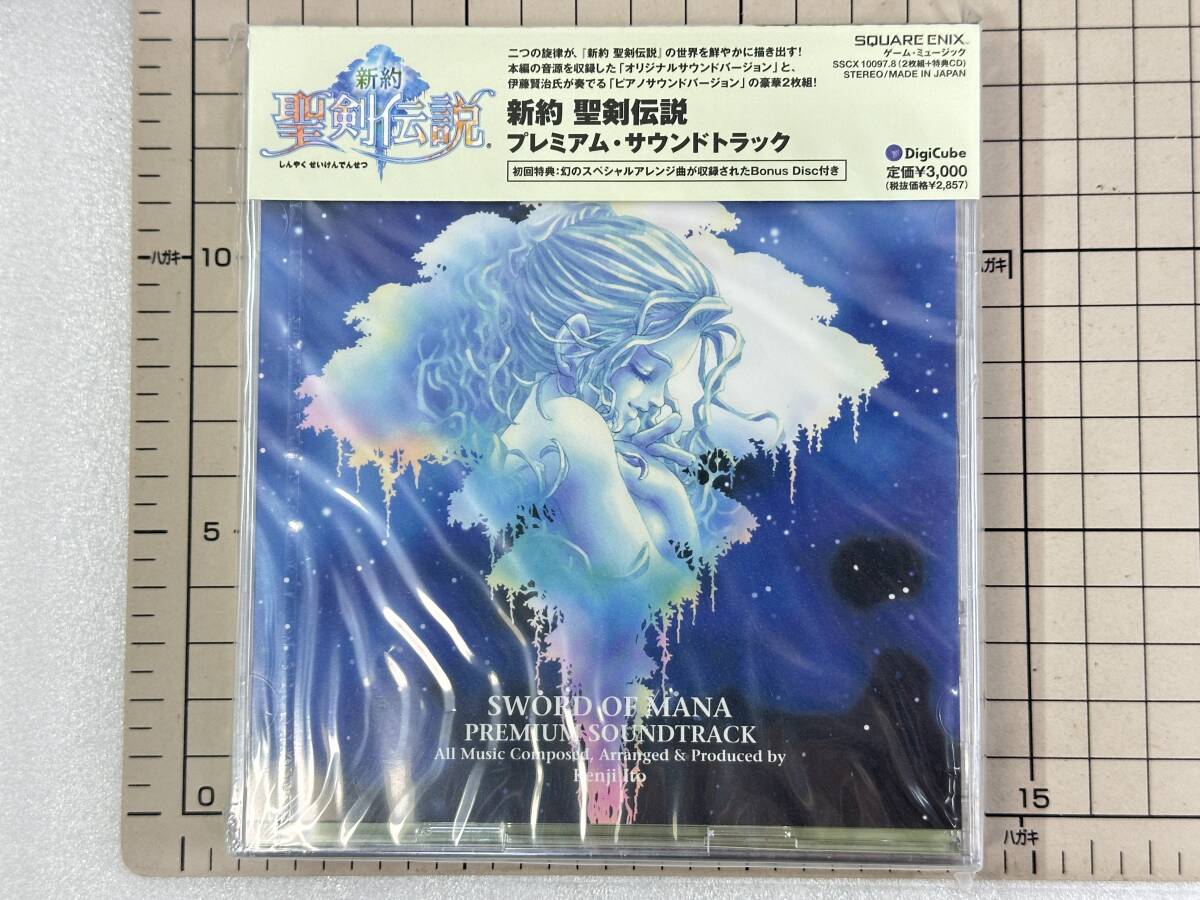 新約
聖剣伝説®
しんやく せいけんでんせつ
二つの旋律が、『新約 聖剣伝説』の世界を鮮やかに描き出す!
本編の音源を収録した「オリジナルサウンドバージョン」と、
伊藤賢治氏が奏でる「ピアノサウンドバージョン」の豪華2枚組!
新約 聖剣伝説
プレミアム・サウンドトラック
初回特典:幻のスペシャルアレンジ曲が収録されたBonus Disc付き
SQUARE ENIX™
ゲーム・ミュージック
SSCX 10097.8 (2枚組+特典CD)
STEREO/MADE IN JAPAN
DigiCube
定価¥3,000
(税抜価格¥2,857)
ハガキ
10
ハガキ
5
SWORD OF MANA
PREMIUM SOUNDTRACK
All Music Composed, Arranged & Produced by
Kenji Ito
0
15
ハガキ